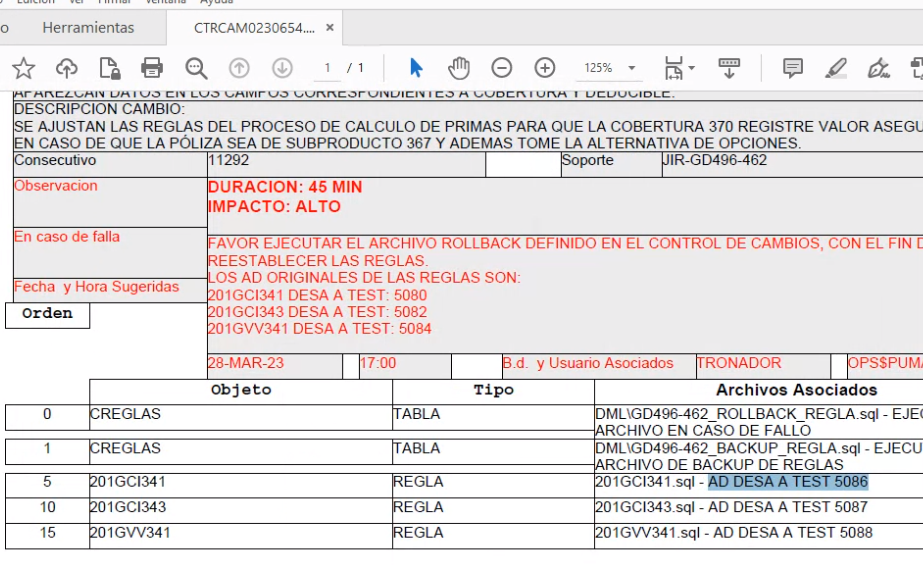 Edición Ver Firmar Ventana Ayuda
Herramientas CTRCAM0230654.... ×
1 / 1 125%
APAREZCAN DATOS EN LOS CAMPOS CORRESPONDIENTES A COBERTURA Y DEDUCIBLE.
DESCRIPCION CAMBIO:
SE AJUSTAN LAS REGLAS DEL PROCESO DE CALCULO DE PRIMAS PARA QUE LA COBERTURA 370 REGISTRE VALOR ASEGU
EN CASO DE QUE LA PÓLIZA SEA DE SUBPRODUCTO 367 Y ADEMAS TOME LA ALTERNATIVA DE OPCIONES.
Consecutivo 11292 Soporte JIR-GD496-462
Observacion DURACION: 45 MIN
IMPACTO: ALTO
En caso de falla FAVOR EJECUTAR EL ARCHIVO ROLLBACK DEFINIDO EN EL CONTROL DE CAMBIOS, CON EL FIN D
REESTABLECER LAS REGLAS.
LOS AD ORIGINALES DE LAS REGLAS SON:
Fecha y Hora Sugeridas 201GCI341 DESA A TEST: 5080
201GCI343 DESA A TEST: 5082
Orden
201GVV341 DESA A TEST: 5084
28-MAR-23 17:00 B.d. y Usuario Asociados TRONADOR OPS$PUMA
Objeto Tipo Archivos Asociados
0 CREGLAS TABLA DML\GD496-462_ROLLBACK_REGLA.sql - EJEC
ARCHIVO EN CASO DE FALLO
1 CREGLAS TABLA DML\GD496-462_BACKUP_REGLA.sql - EJECU
ARCHIVO DE BACKUP DE REGLAS
5 201GCI341 REGLA 201GCI341.sql - AD DESA A TEST 5086
10 201GCI343 REGLA 201GCI343.sql - AD DESA A TEST 5087
15 201GVV341 REGLA 201GVV341.sql - AD DESA A TEST 5088